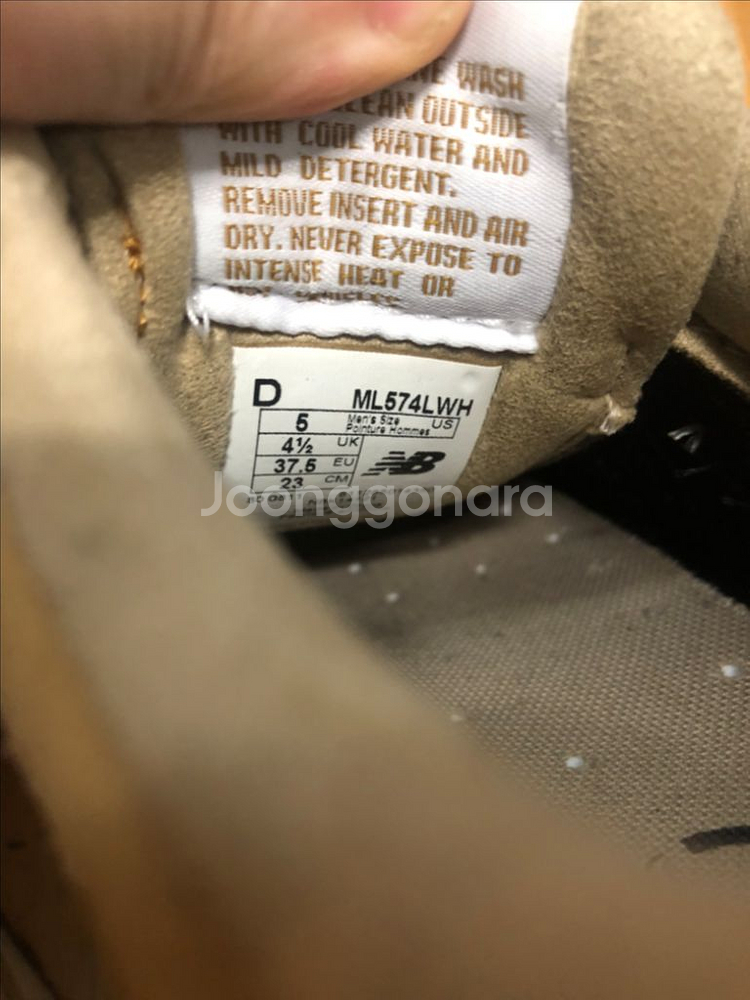 WASH
CLEAN OUTSIDE
WITH COOL WATER AND
MILD DETERGENT.
REMOVE INSERT AND AIR
DRY. NEVER EXPOSE TO
INTENSE HEAT OR
D ML574LWH
5 Men's Size US
Pointure Hommes
4½ UK
37.5 EU NB
23 CM
Joonggonara